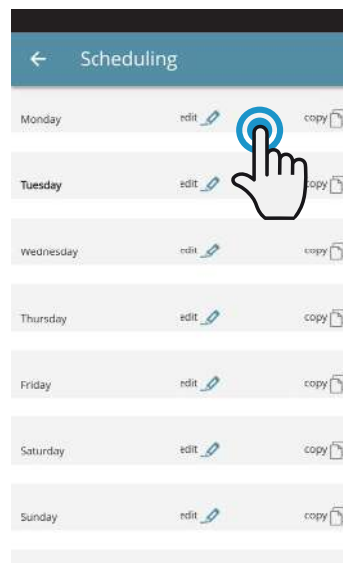 Scheduling
Monday edit copy
Tuesday edit copy
Wednesday edit copy
Thursday edit copy
Friday edit copy
Saturday edit copy
Sunday edit copy